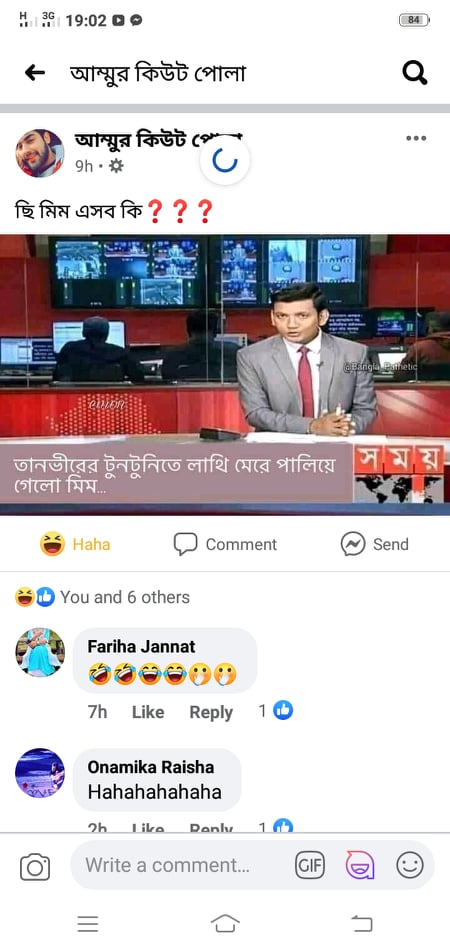 H 3G 19:02 84
আম্মুর কিউট পোলা
আম্মুর কিউট
9h
ছি মিম এসব কি❓❓❓
@Bangla_Pathetic
তানভীরের টুনটুনিতে লাথি মেরে পালিয়ে
গেলো মিম...
সময়
Haha Comment Send
You and 6 others
Fariha Jannat
🤣🤣😂😂🫢🫢
7h Like Reply 1
Onamika Raisha
Hahahahahaha
2h Like Reply 1
Write a comment... GIF